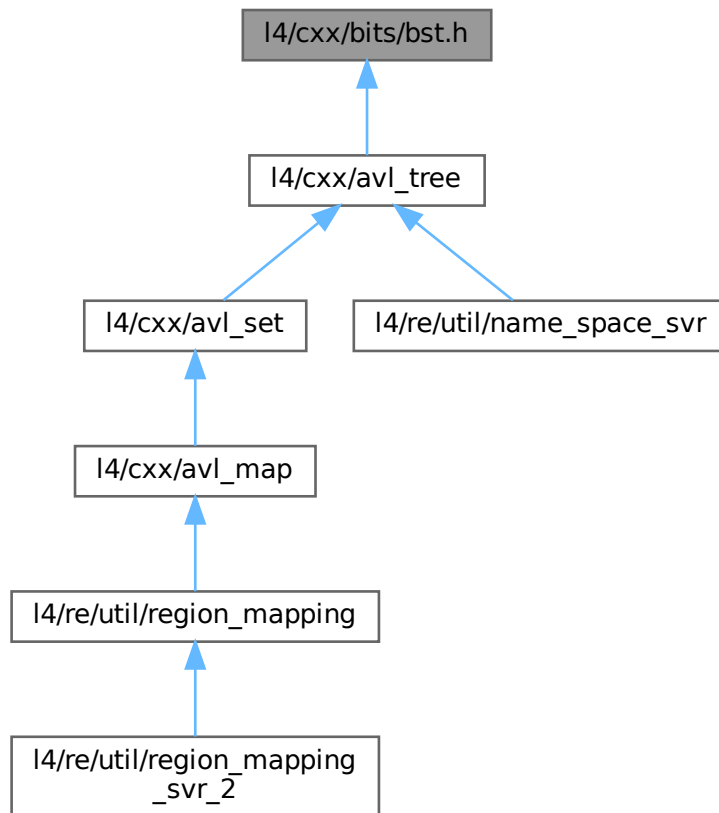 l4/cxx/bits/bst.h
l4/cxx/avl_tree
l4/cxx/avl_set
l4/re/util/name_space_svr
l4/cxx/avl_map
l4/re/util/region_mapping
l4/re/util/region_mapping
_svr_2